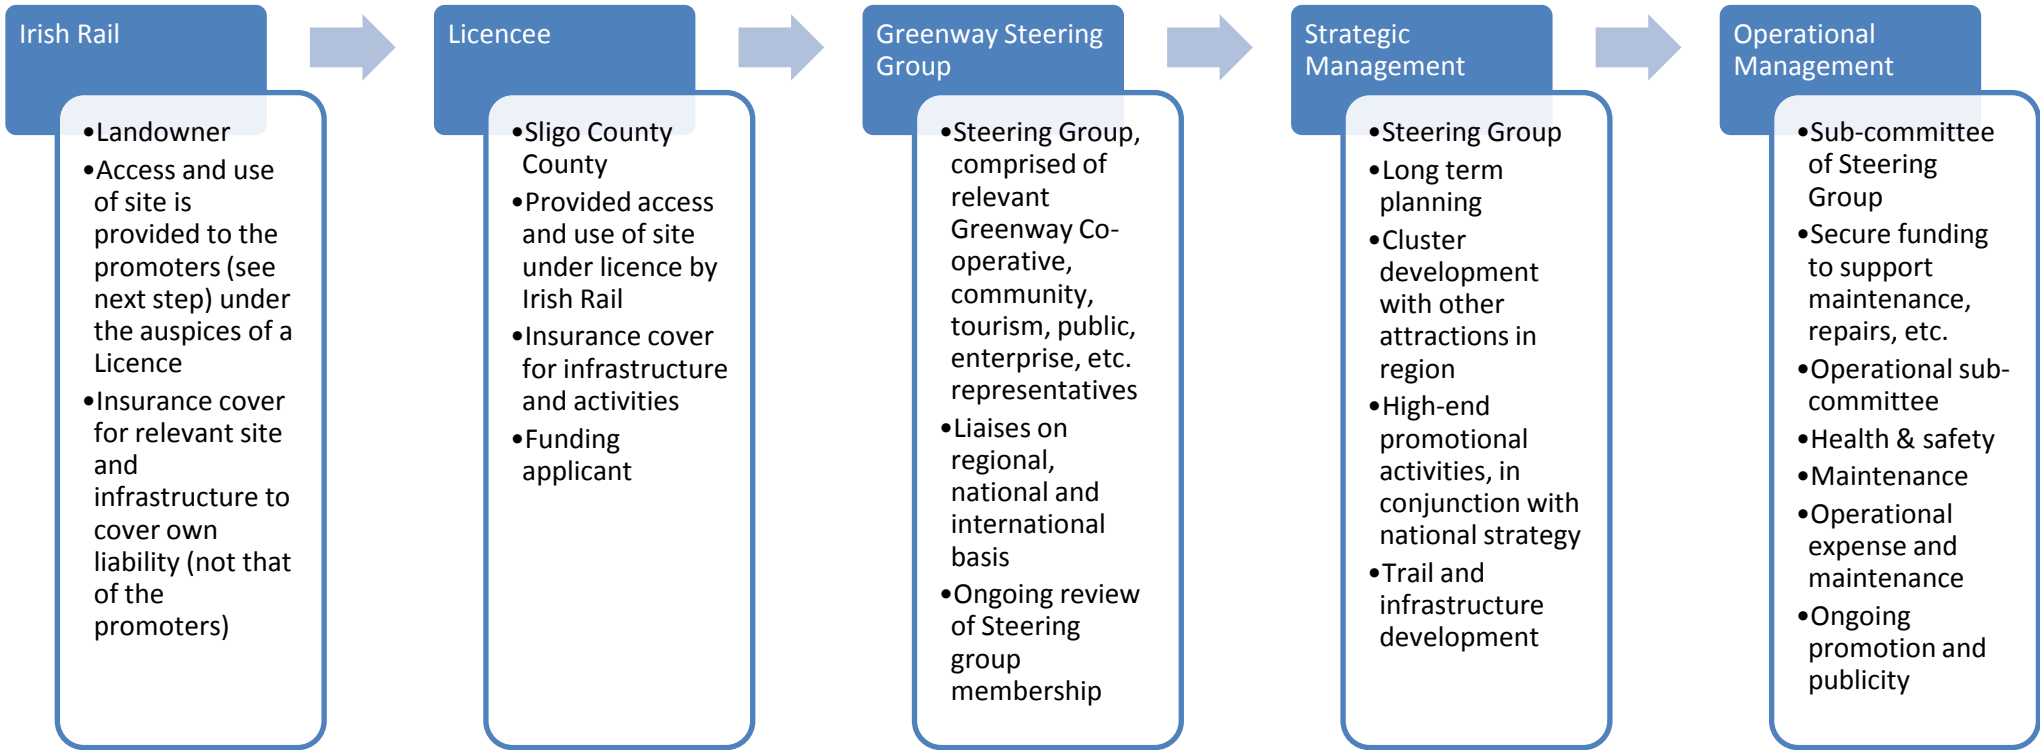 Irish Rail
•Landowner
•Access and use
of site is
provided to the
promoters (see
next step) under
the auspices of a
Licence
•Insurance cover
for relevant site
and
infrastructure to
cover own
liability (not that
of the
promoters)
Licencee
•Sligo County
County
•Provided access
and use of site
under licence by
Irish Rail
•Insurance cover
for infrastructure
and activities
•Funding
applicant
Greenway Steering
Group
•Steering Group,
comprised of
relevant
Greenway Co-
operative,
community,
tourism, public,
enterprise, etc.
representatives
•Liaises on
regional,
national and
international
basis
•Ongoing review
of Steering
group
membership
Strategic
Management
•Steering Group
•Long term
planning
•Cluster
development
with other
attractions in
region
•High-end
promotional
activities, in
conjunction with
national strategy
•Trail and
infrastructure
development
Operational
Management
•Sub-committee
of Steering
Group
•Secure funding
to support
maintenance,
repairs, etc.
•Operational sub-
committee
•Health & safety
•Maintenance
•Operational
expense and
maintenance
•Ongoing
promotion and
publicity